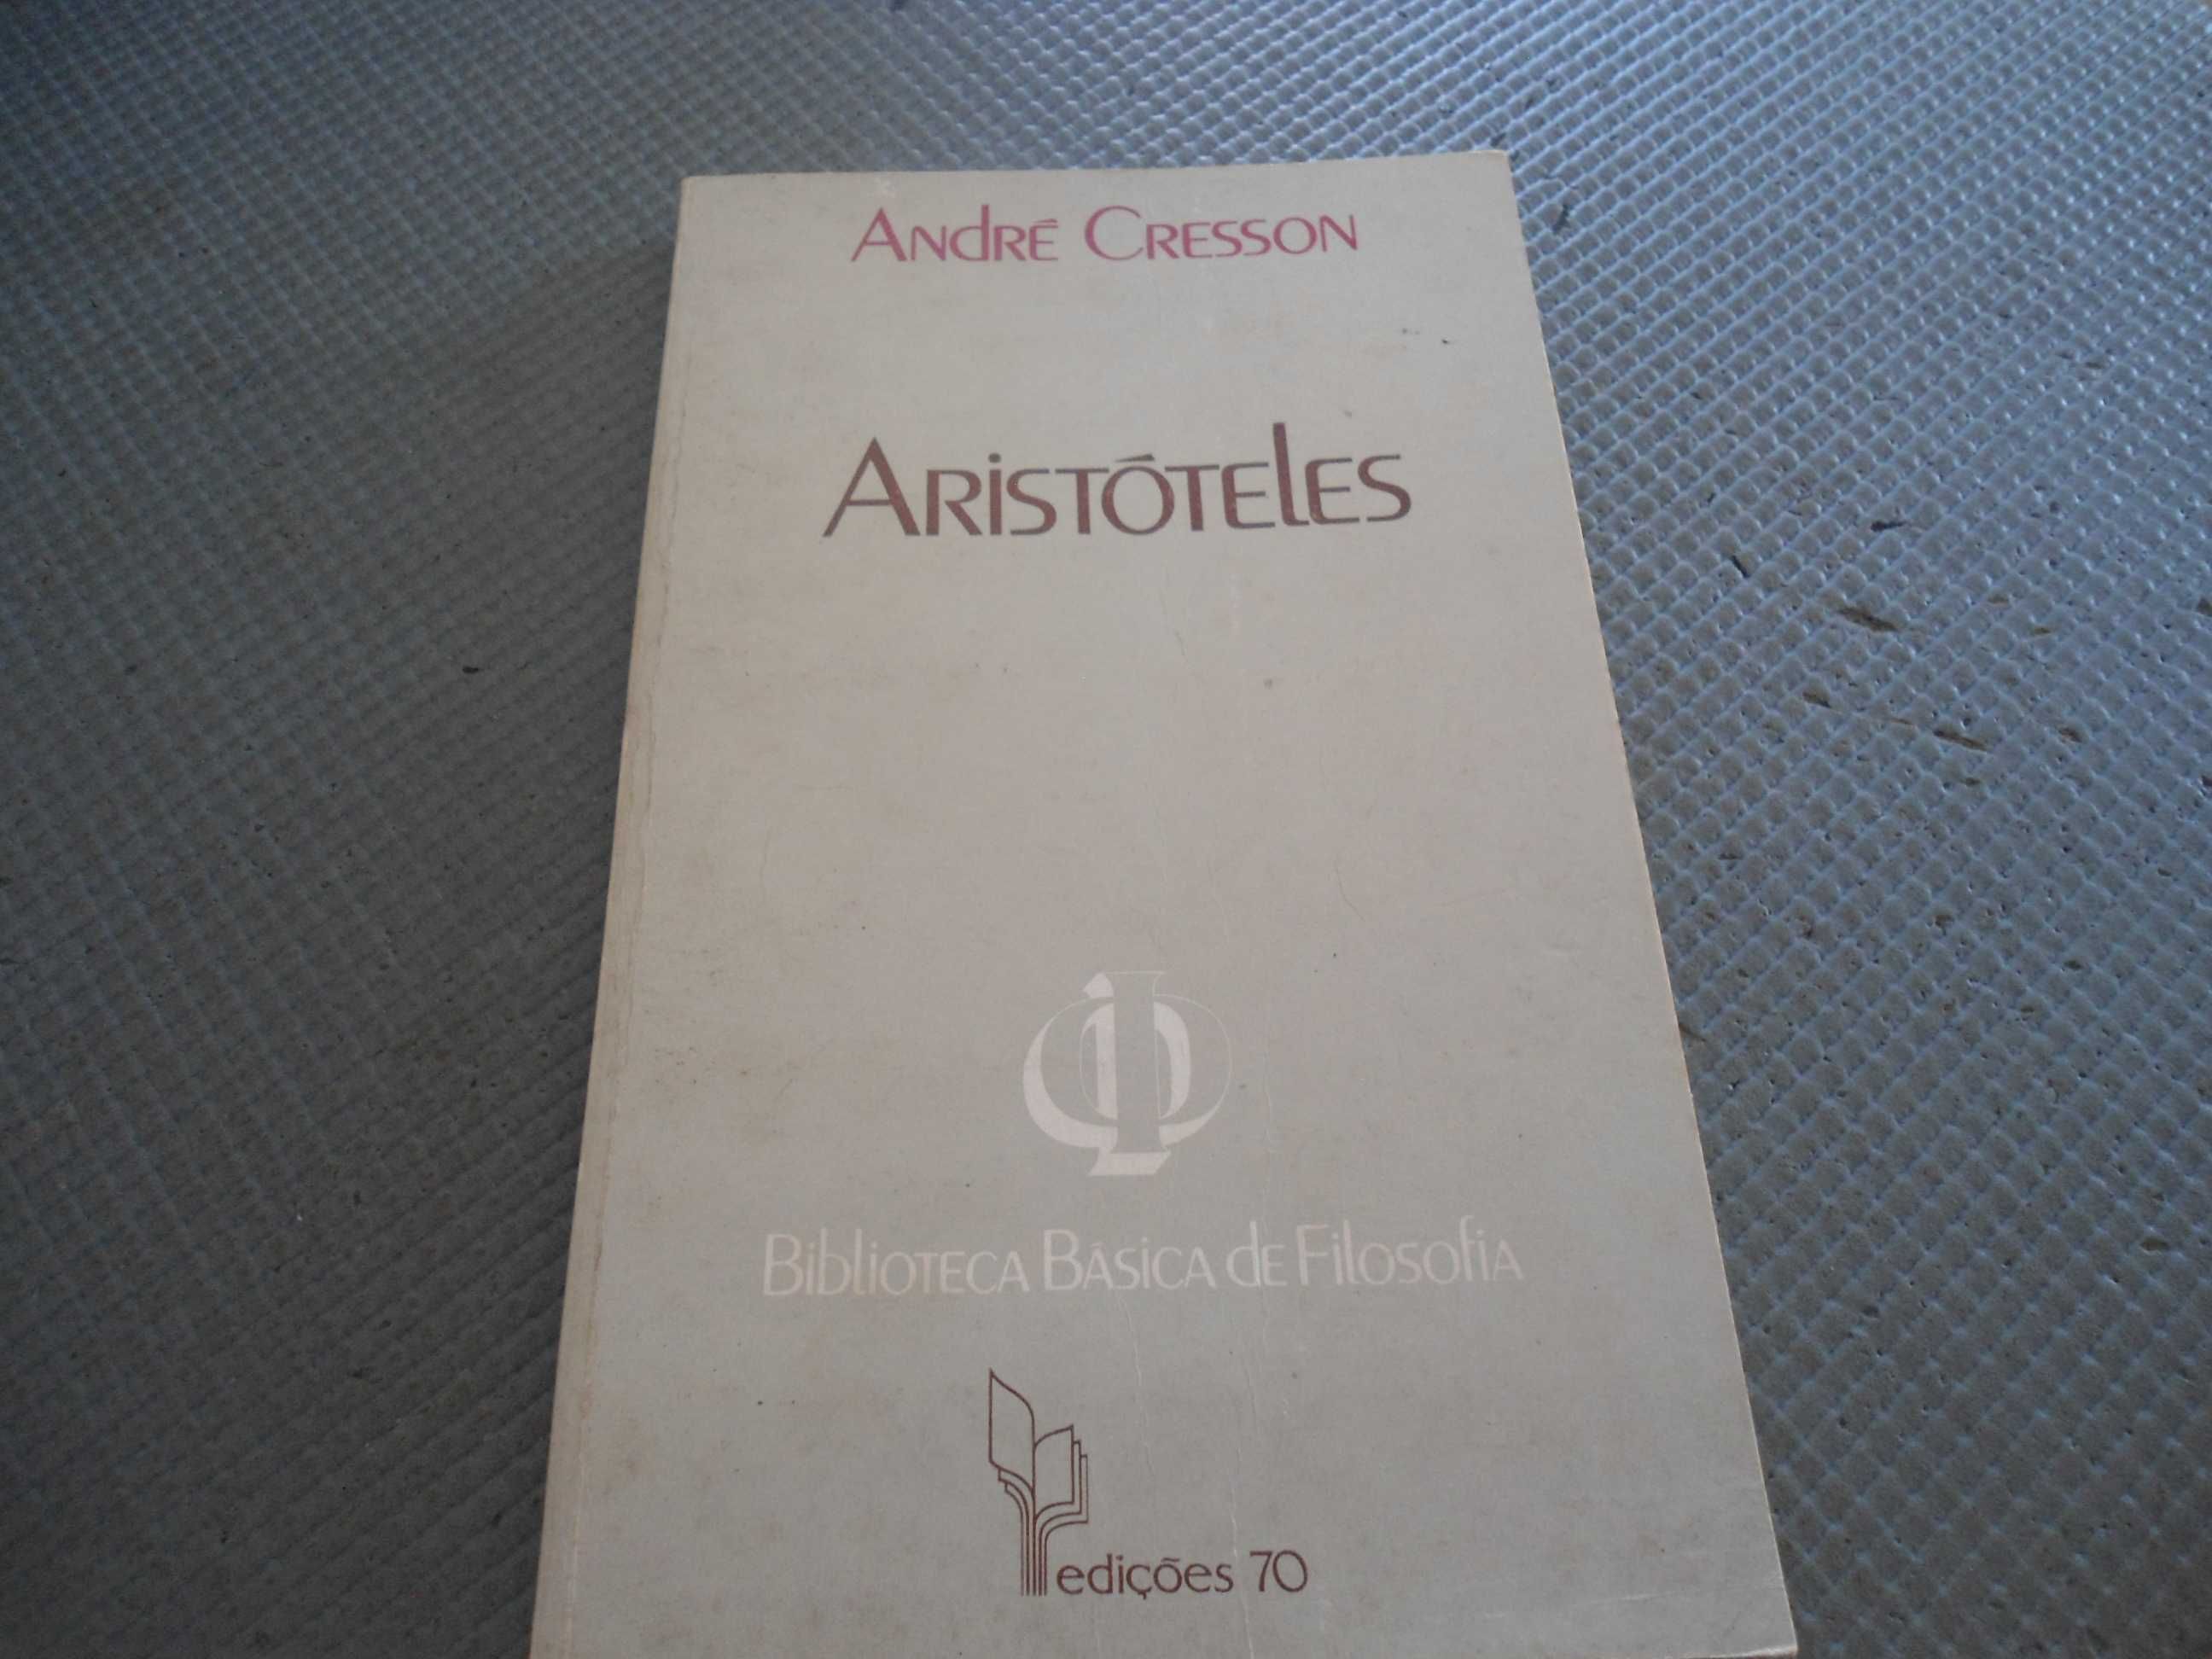 André Cresson
Aristóteles
Biblioteca Básica de Filosofia
edições 70